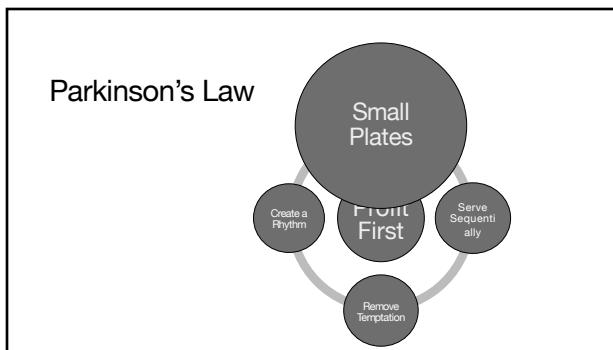 Parkinson’s Law
Small
Plates
Profit
First
Create a
Rhythm
Serve
Sequenti
ally
Remove
Temptation